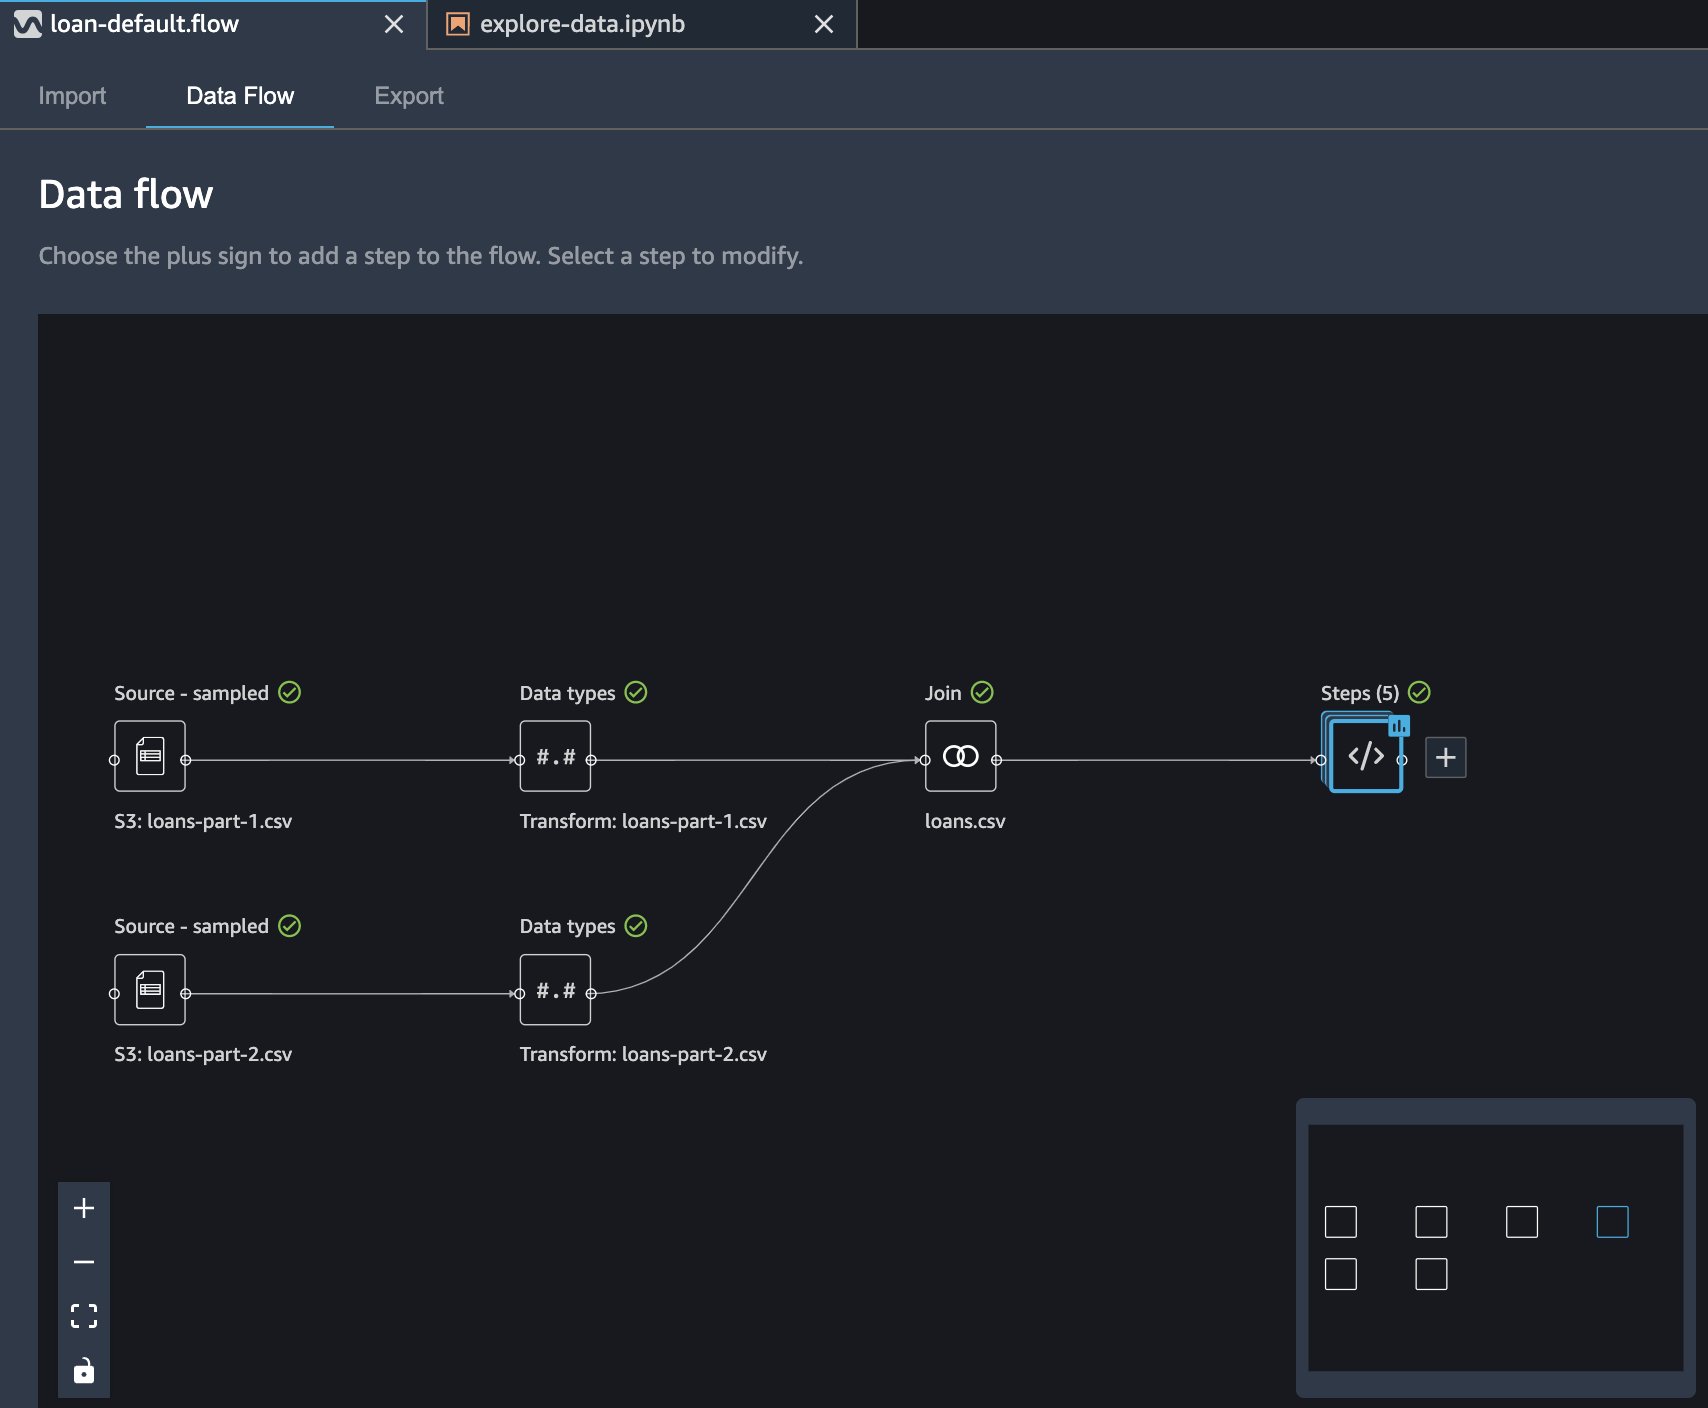 loan-default.flow
explore-data.ipynb
Import
Data Flow
Export
Data flow
Choose the plus sign to add a step to the flow. Select a step to modify.
Source - sampled
Data types
Join
Steps (5)
#.#
</>
S3: loans-part-1.csv
Transform: loans-part-1.csv
loans.csv
Source - sampled
Data types
#.#
S3: loans-part-2.csv
Transform: loans-part-2.csv